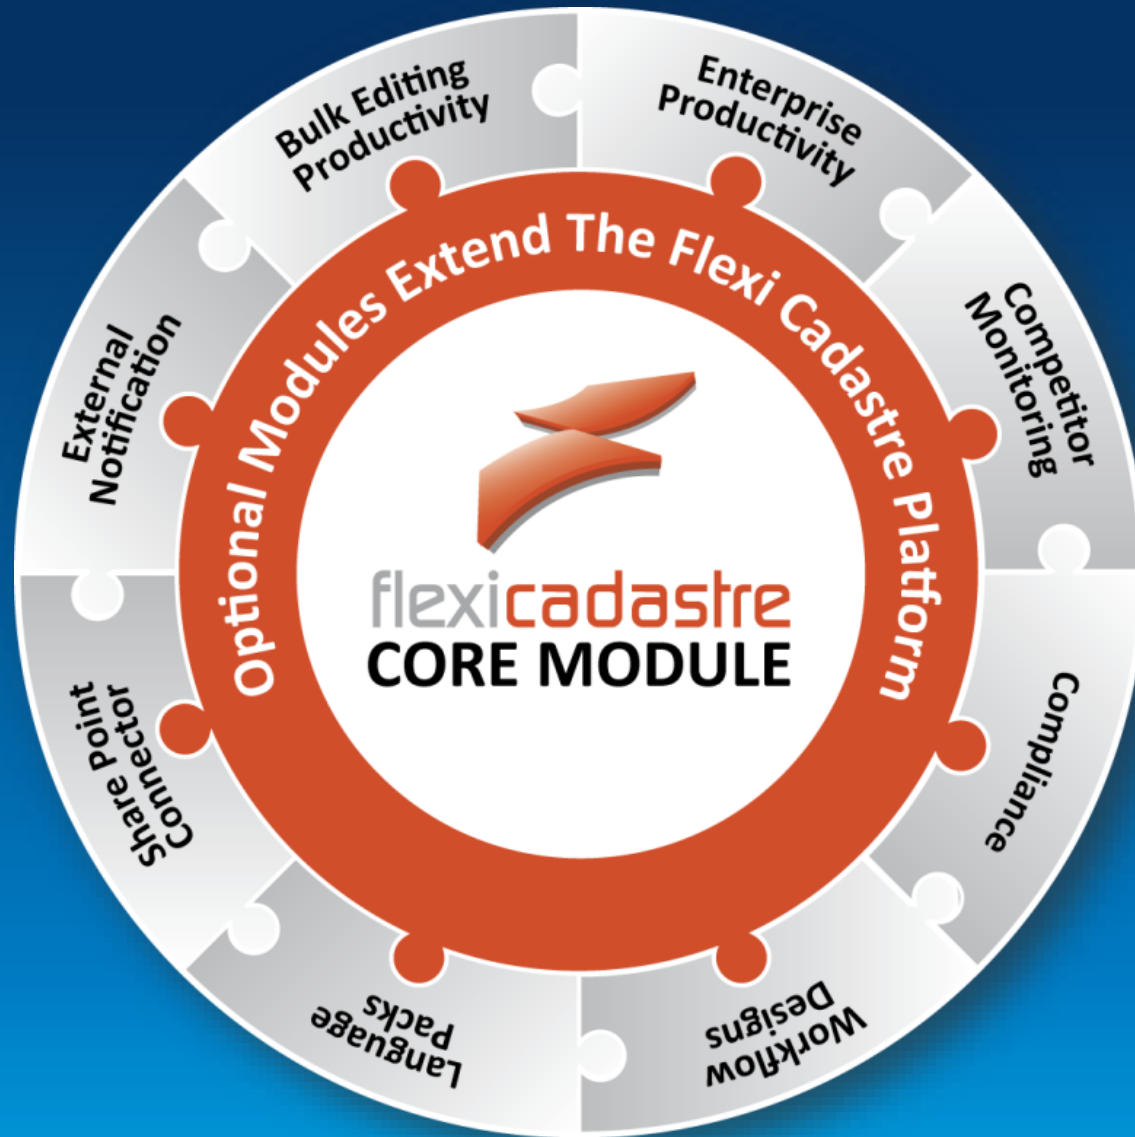 Bulk Editing
Productivity
Enterprise
Productivity
Competitor
Monitoring
Compliance
Workflow
Designs
Language
Packs
Share Point
Connector
External
Notification
Optional Modules Extend The Flexi Cadastre Platform
flexicadastre
CORE MODULE